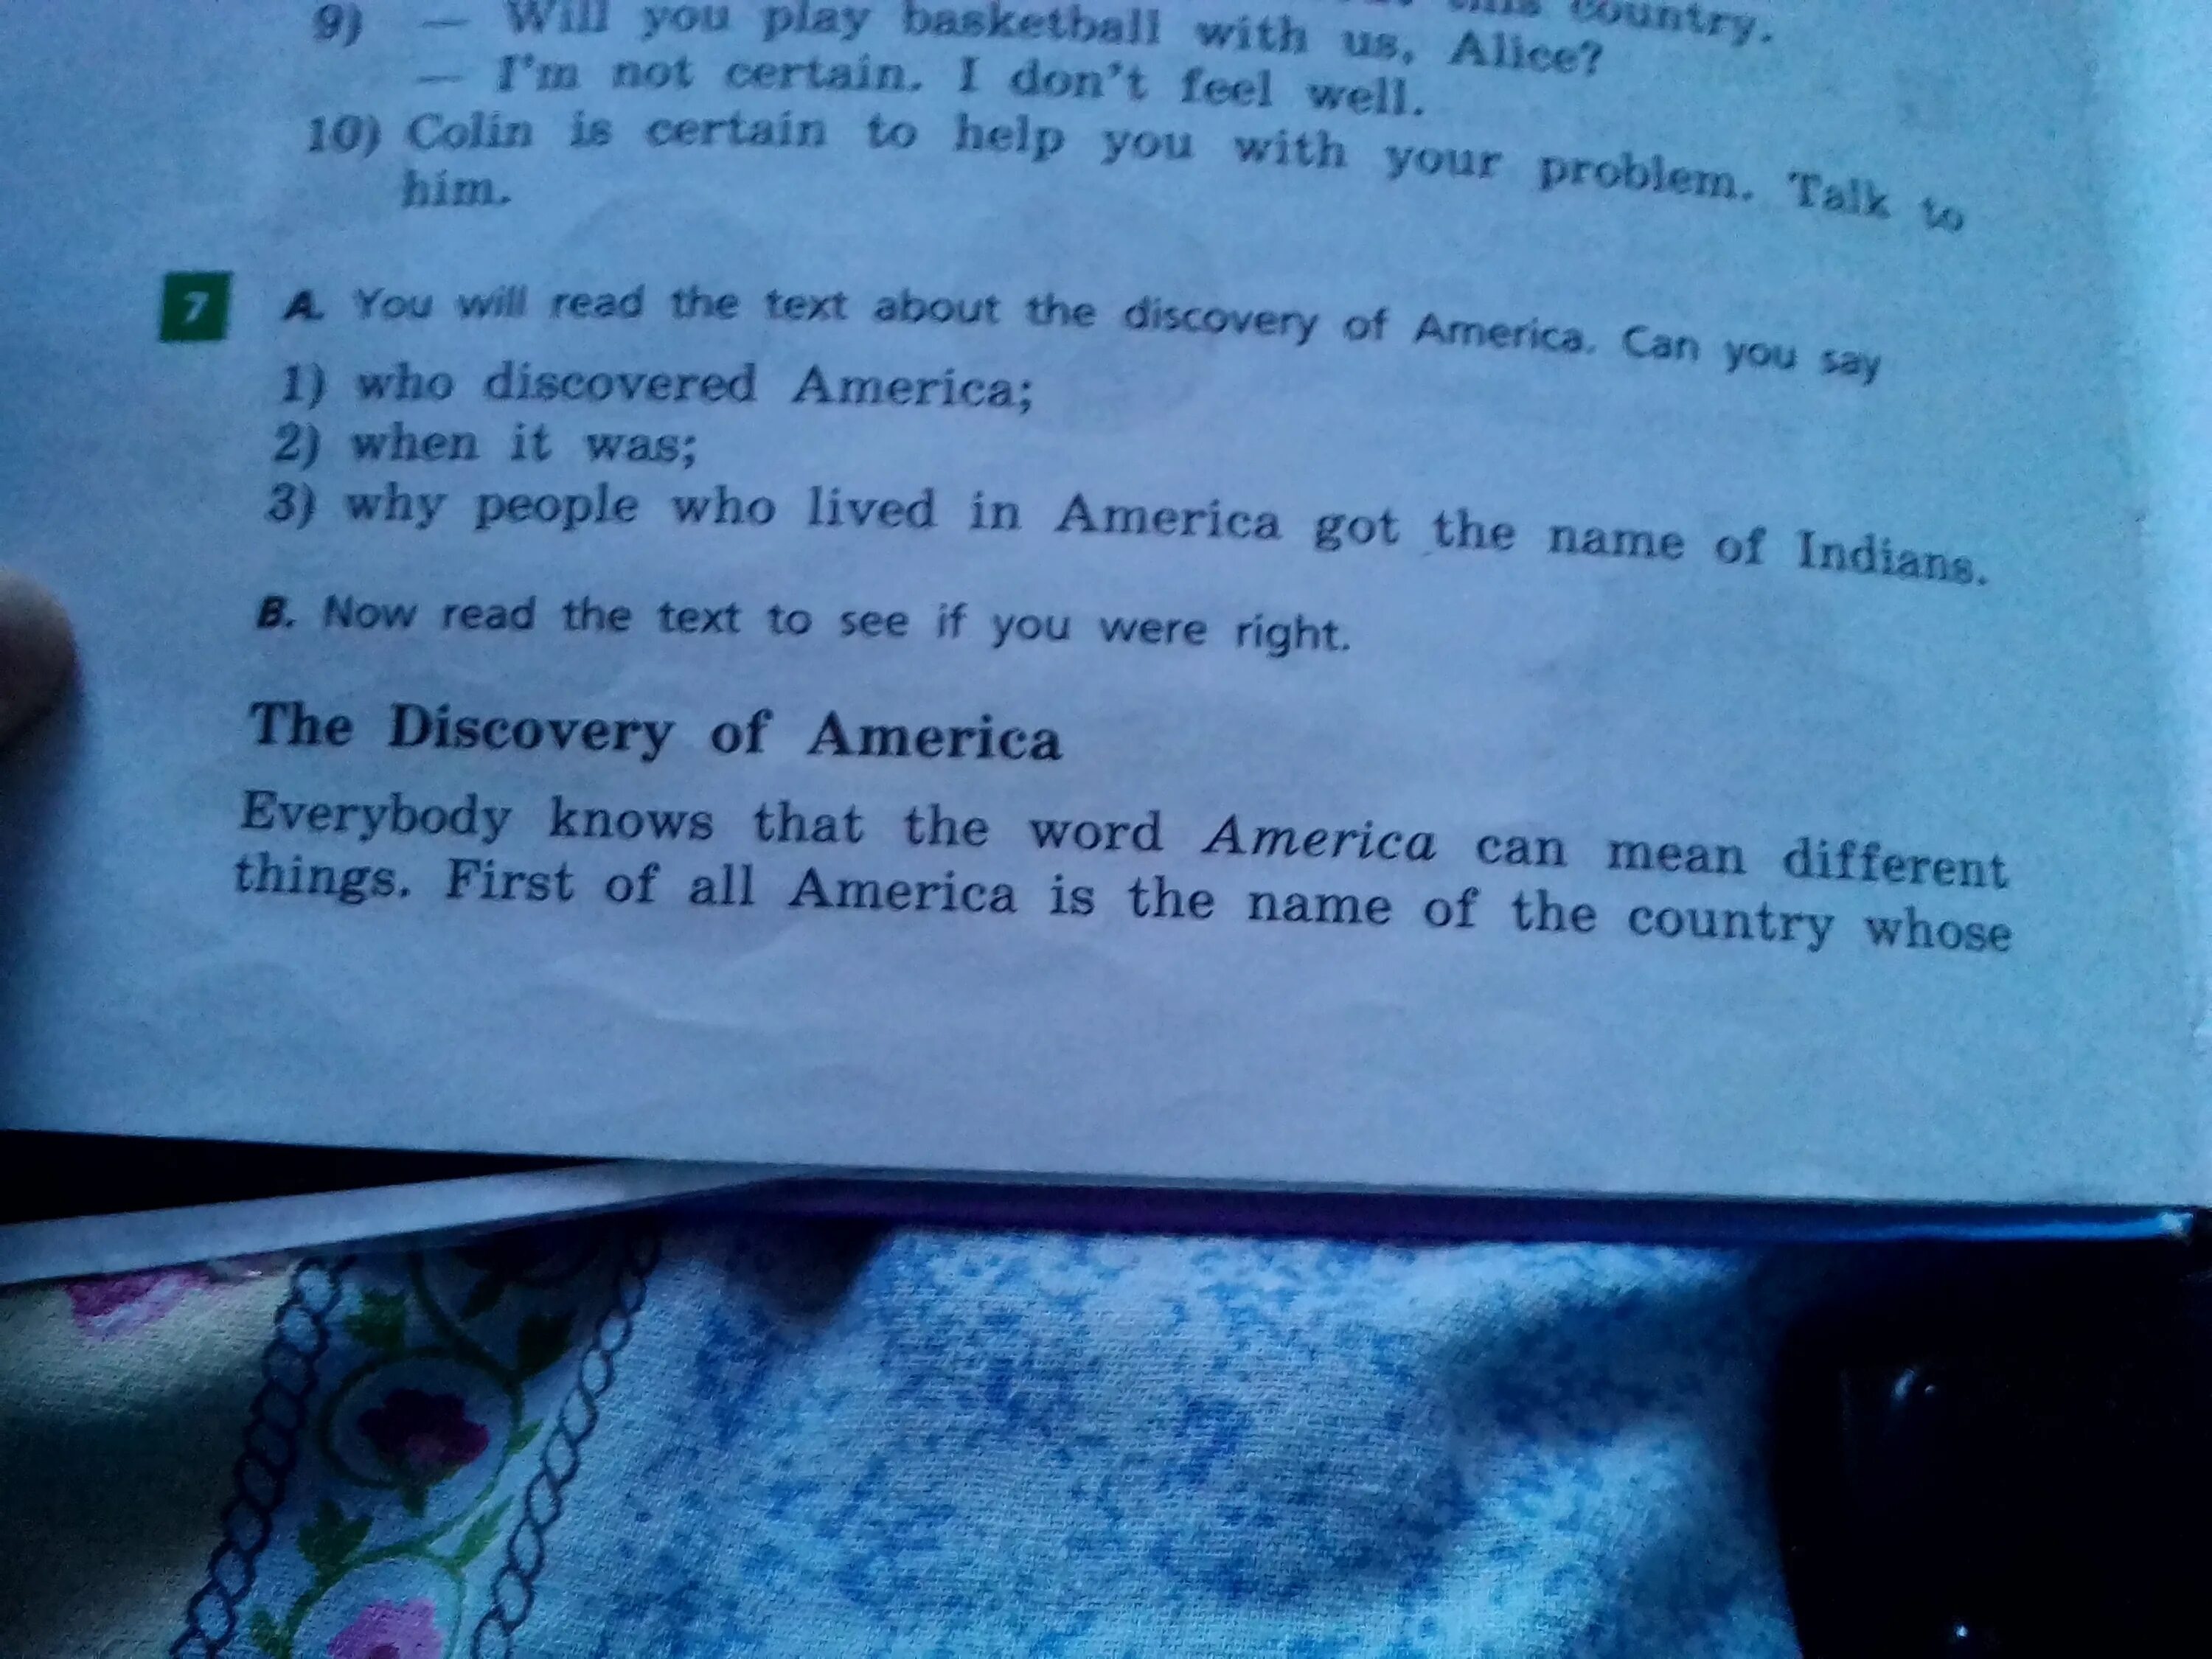 this country.
9) — Will you play basketball with us, Alice?
— I'm not certain. I don't feel well.
10) Colin is certain to help you with your problem. Talk to
him.
7 A. You will read the text about the discovery of America. Can you say
1) who discovered America;
2) when it was;
3) why people who lived in America got the name of Indians.
B. Now read the text to see if you were right.
The Discovery of America
Everybody knows that the word America can mean different
things. First of all America is the name of the country whose